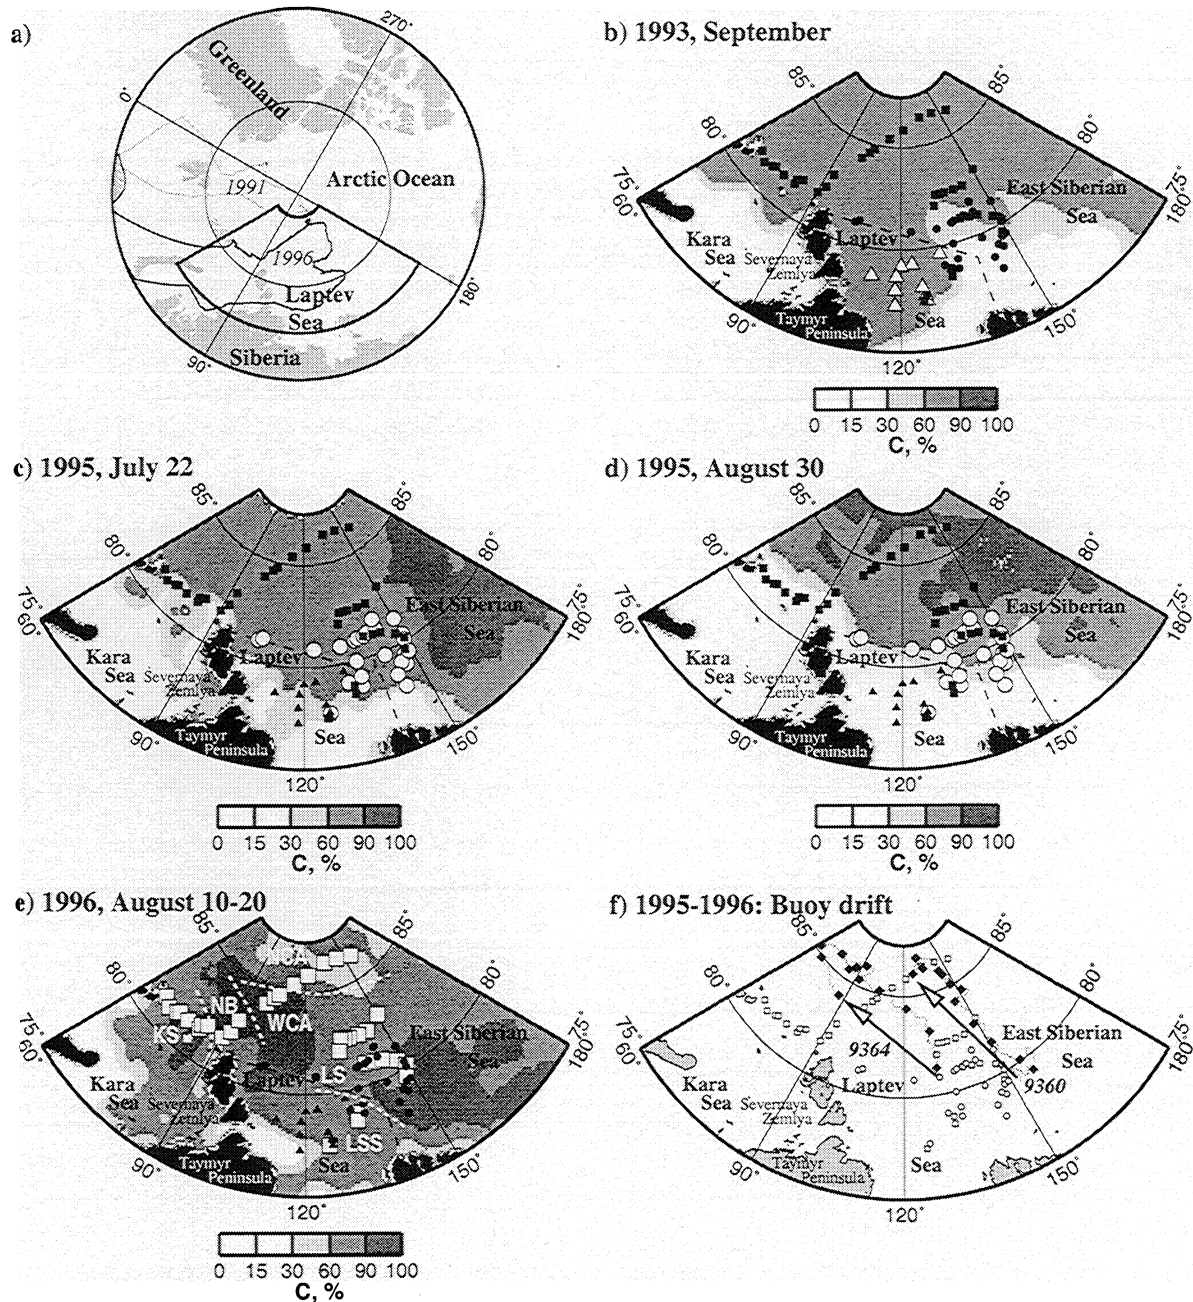 a)
270°
0°
Greenland
1991
Arctic Ocean
1996
Laptev
Sea
Siberia
90°
180°
b) 1993, September
85°
85°
80°
80°
75°
75°
60°
180°
East Siberian
Sea
Kara
Sea
Laptev
Severnaya
Zemlya
Taymyr
Peninsula
Sea
90°
150°
120°
0 15 30 60 90 100
C, %
c) 1995, July 22
85°
85°
80°
80°
75°
75°
60°
180°
East Siberian
Sea
Kara
Sea
Laptev
Severnaya
Zemlya
Taymyr
Peninsula
Sea
90°
150°
120°
0 15 30 60 90 100
C, %
d) 1995, August 30
85°
85°
80°
80°
75°
75°
60°
180°
East Siberian
Sea
Kara
Sea
Laptev
Severnaya
Zemlya
Taymyr
Peninsula
Sea
90°
150°
120°
0 15 30 60 90 100
C, %
e) 1996, August 10-20
85°
85°
80°
80°
75°
75°
60°
180°
NB
WCA
KS
East Siberian
Sea
Kara
Sea
Laptev
LS
Severnaya
Zemlya
LSS
Taymyr
Peninsula
Sea
90°
150°
120°
0 15 30 60 90 100
C, %
f) 1995-1996: Buoy drift
85°
85°
80°
80°
75°
75°
60°
180°
East Siberian
Sea
9364
9360
Kara
Sea
Laptev
Severnaya
Zemlya
Taymyr
Peninsula
Sea
90°
150°
120°